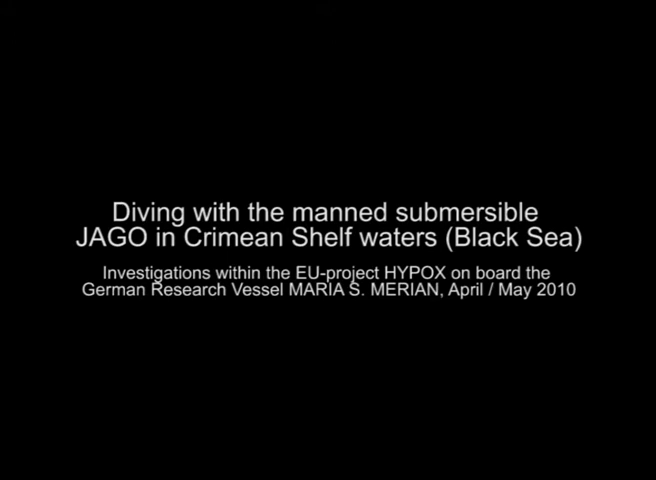 Diving with the manned submersible
JAGO in Crimean Shelf waters (Black Sea)
Investigations within the EU-project HYPOX on board the
German Research Vessel MARIA S. MERIAN, April / May 2010